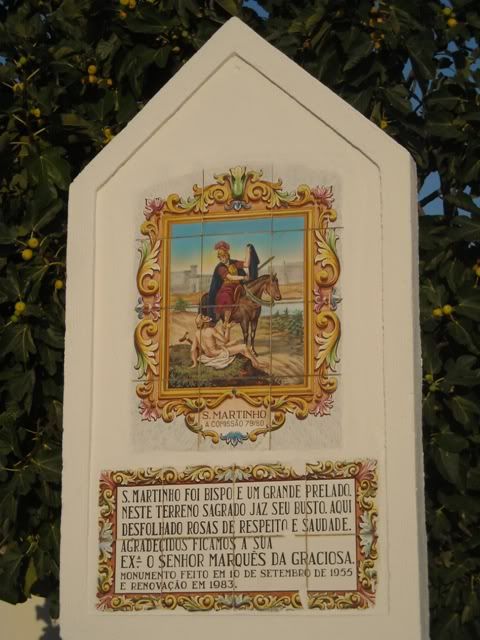 S. MARTINHO
A COMISSÃO 79/80
S. MARTINHO FOI BISPO E UM GRANDE PRELADO.
NESTE TERRENO SAGRADO JAZ SEU BUSTO. AQUI
DESFOLHADO ROSAS DE RESPEITO E SAUDADE.
AGRADECIDOS FICAMOS A SUA
EXª O SENHOR MARQUÊS DA GRACIOSA.
MONUMENTO FEITO EM 10 DE SETEMBRO DE 1955
E RENOVAÇÃO EM 1983.